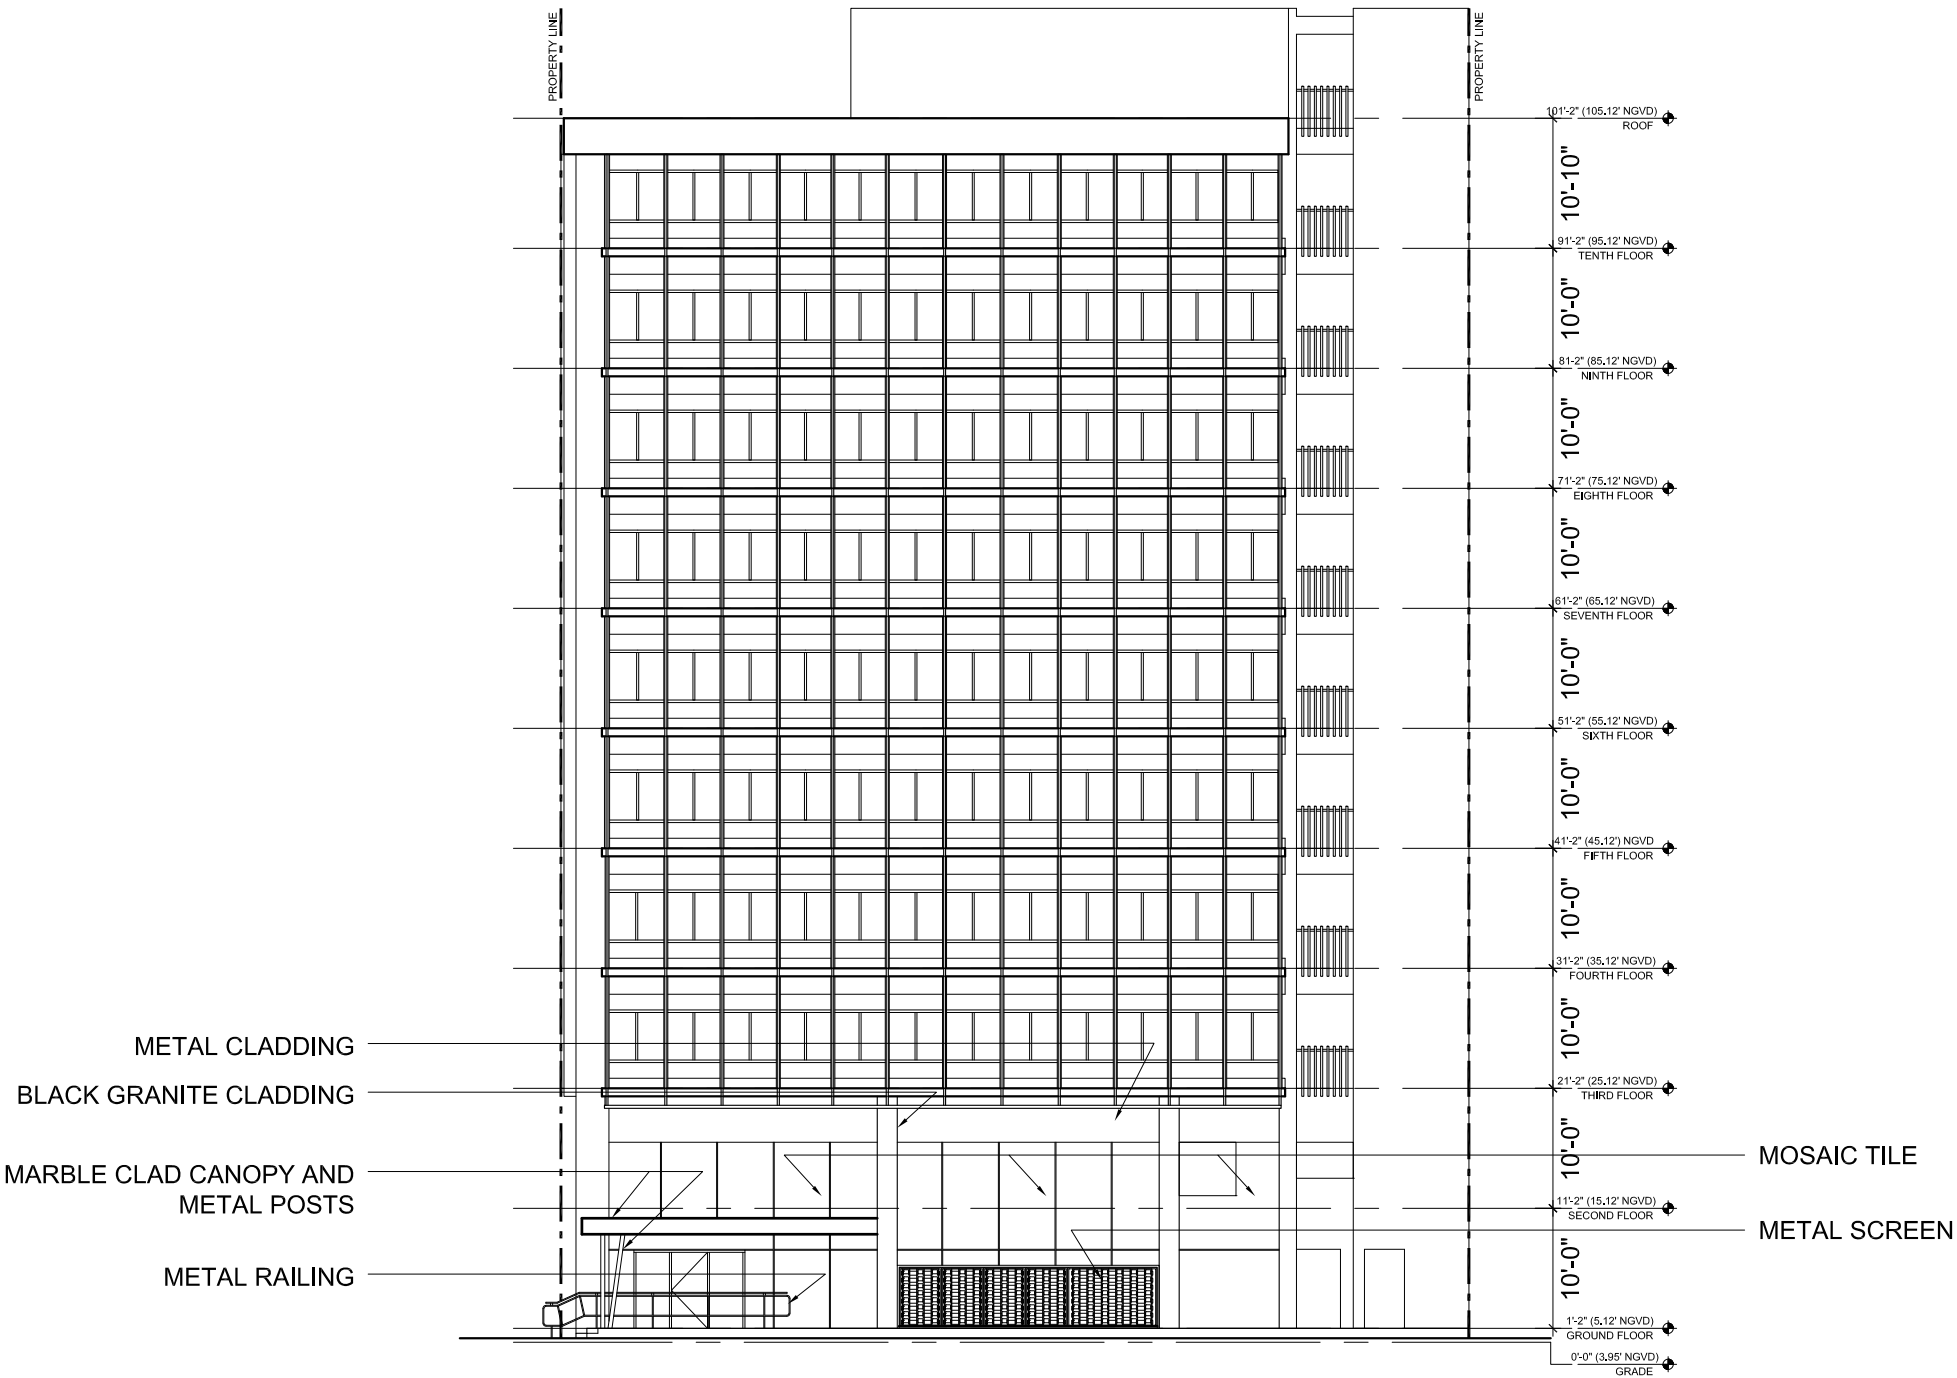 PROPERTY LINE
PROPERTY LINE
101'-2" (105.12' NGVD)
ROOF
10'-10"
91'-2" (95.12' NGVD)
TENTH FLOOR
10'-0"
81-2" (85.12' NGVD)
NINTH FLOOR
10'-0"
71'-2" (75.12' NGVD)
EIGHTH FLOOR
10'-0"
61'-2" (65.12' NGVD)
SEVENTH FLOOR
10'-0"
51'-2" (55.12' NGVD)
SIXTH FLOOR
10'-0"
41'-2" (45.12') NGVD
FIFTH FLOOR
10'-0"
31'-2" (35.12' NGVD)
FOURTH FLOOR
10'-0"
21'-2" (25.12' NGVD)
THIRD FLOOR
10'-0"
11'-2" (15.12' NGVD)
SECOND FLOOR
10'-0"
1'-2" (5.12' NGVD)
GROUND FLOOR
0'-0" (3.95' NGVD)
GRADE
METAL CLADDING
BLACK GRANITE CLADDING
MARBLE CLAD CANOPY AND
METAL POSTS
METAL RAILING
MOSAIC TILE
METAL SCREEN